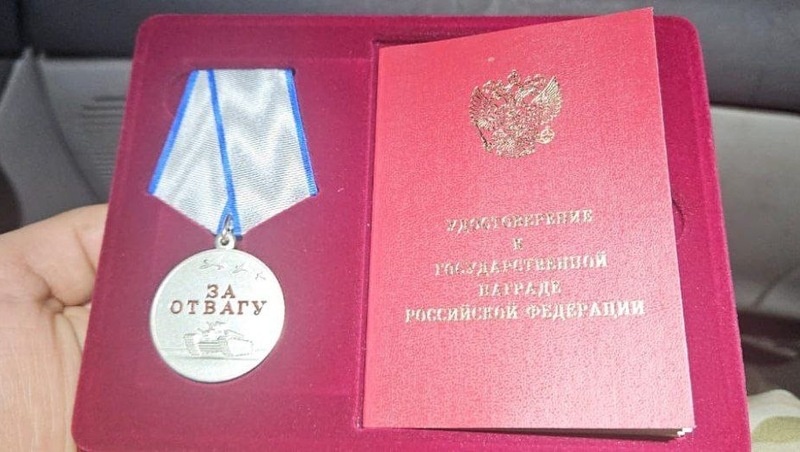 ЗА
ОТВАГУ
УДОСТОВЕРЕНИЕ
К
ГОСУДАРСТВЕННОЙ
НАГРАДЕ
РОССИЙСКОЙ ФЕДЕРАЦИИ